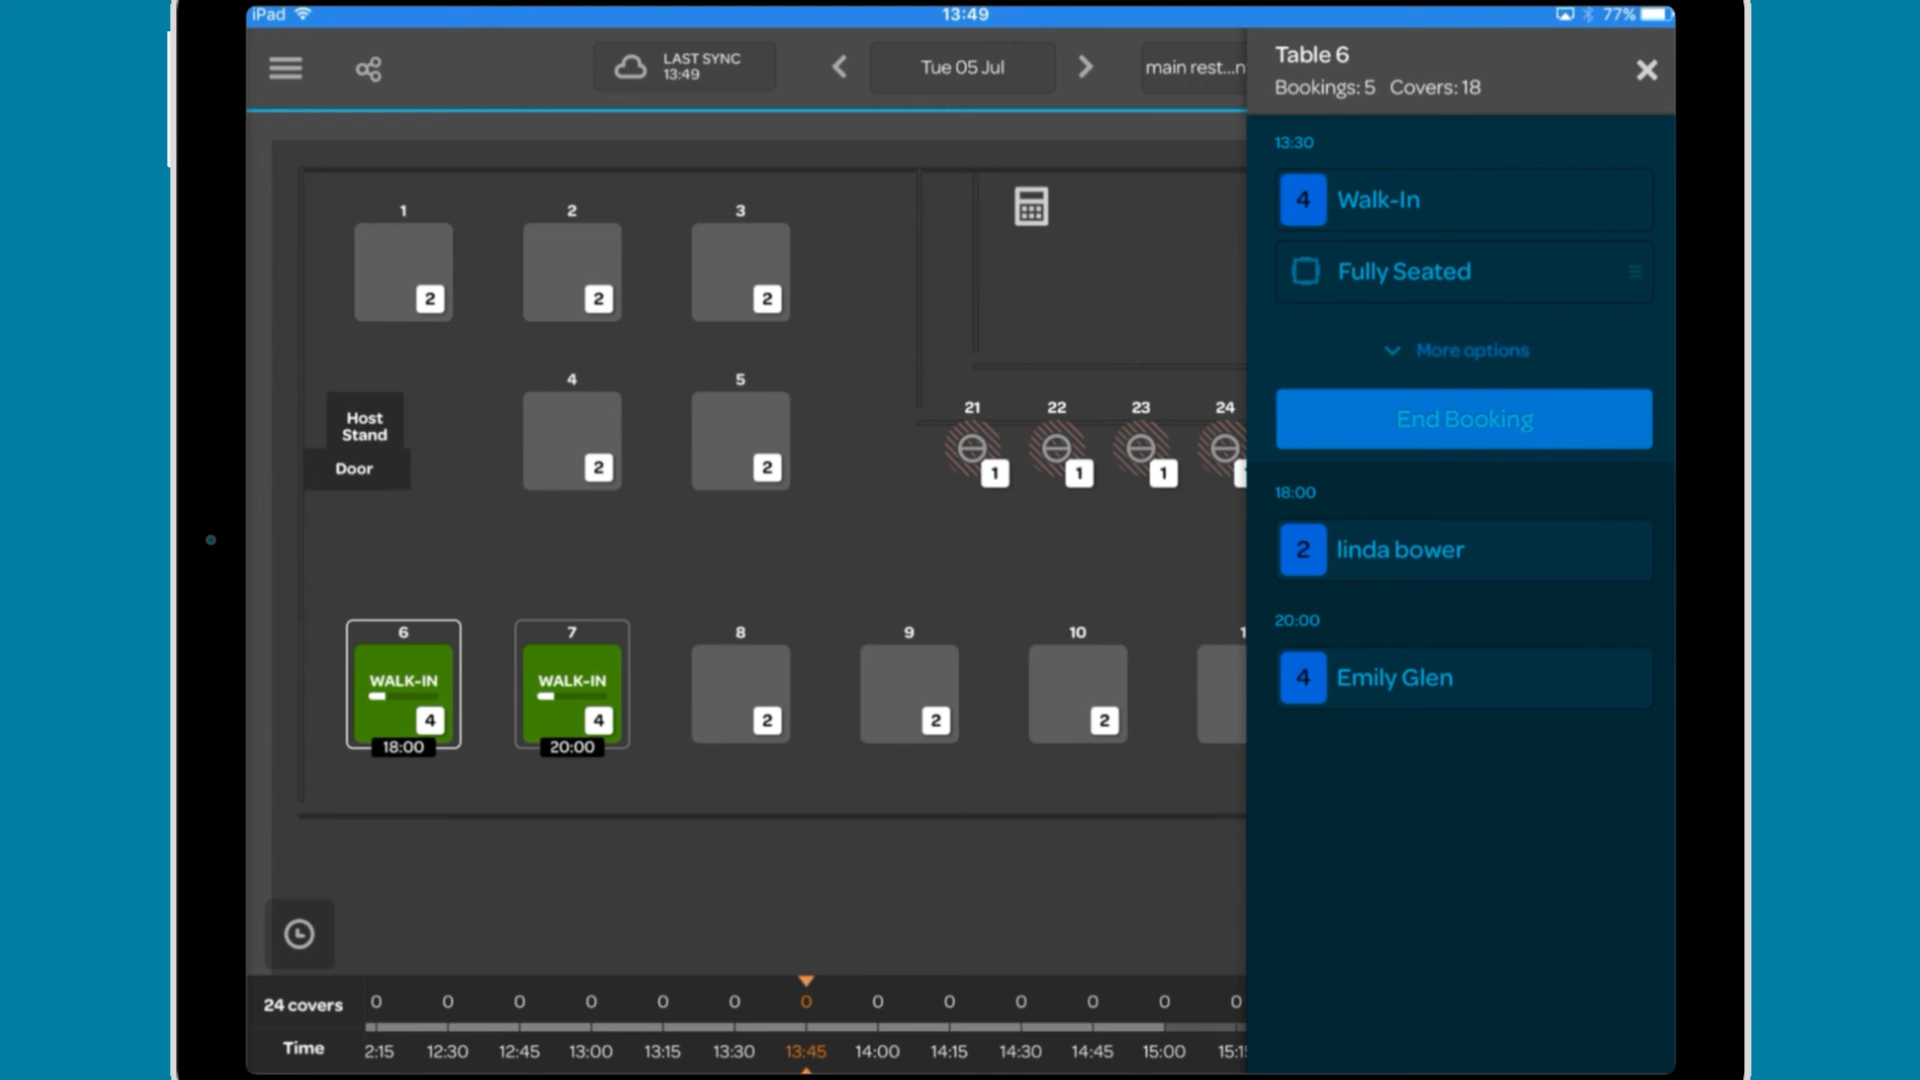 iPad
13:49
77%
LAST SYNC
13:49
Tue 05 Jul
main rest...n
Table 6
Bookings: 5 Covers: 18
13:30
4 Walk-In
Fully Seated
More options
End Booking
18:00
2 linda bower
20:00
4 Emily Glen
1 2 3
2 2 2
4 5
Host
Stand
Door
2 2
21 22 23 24
1 1 1
6 7 8 9 10 1
WALK-IN WALK-IN
4 4 2 2 2
18:00 20:00
24 covers 0 0 0 0 0 0 0 0 0 0 0 0 0
Time 2:15 12:30 12:45 13:00 13:15 13:30 13:45 14:00 14:15 14:30 14:45 15:00 15:1